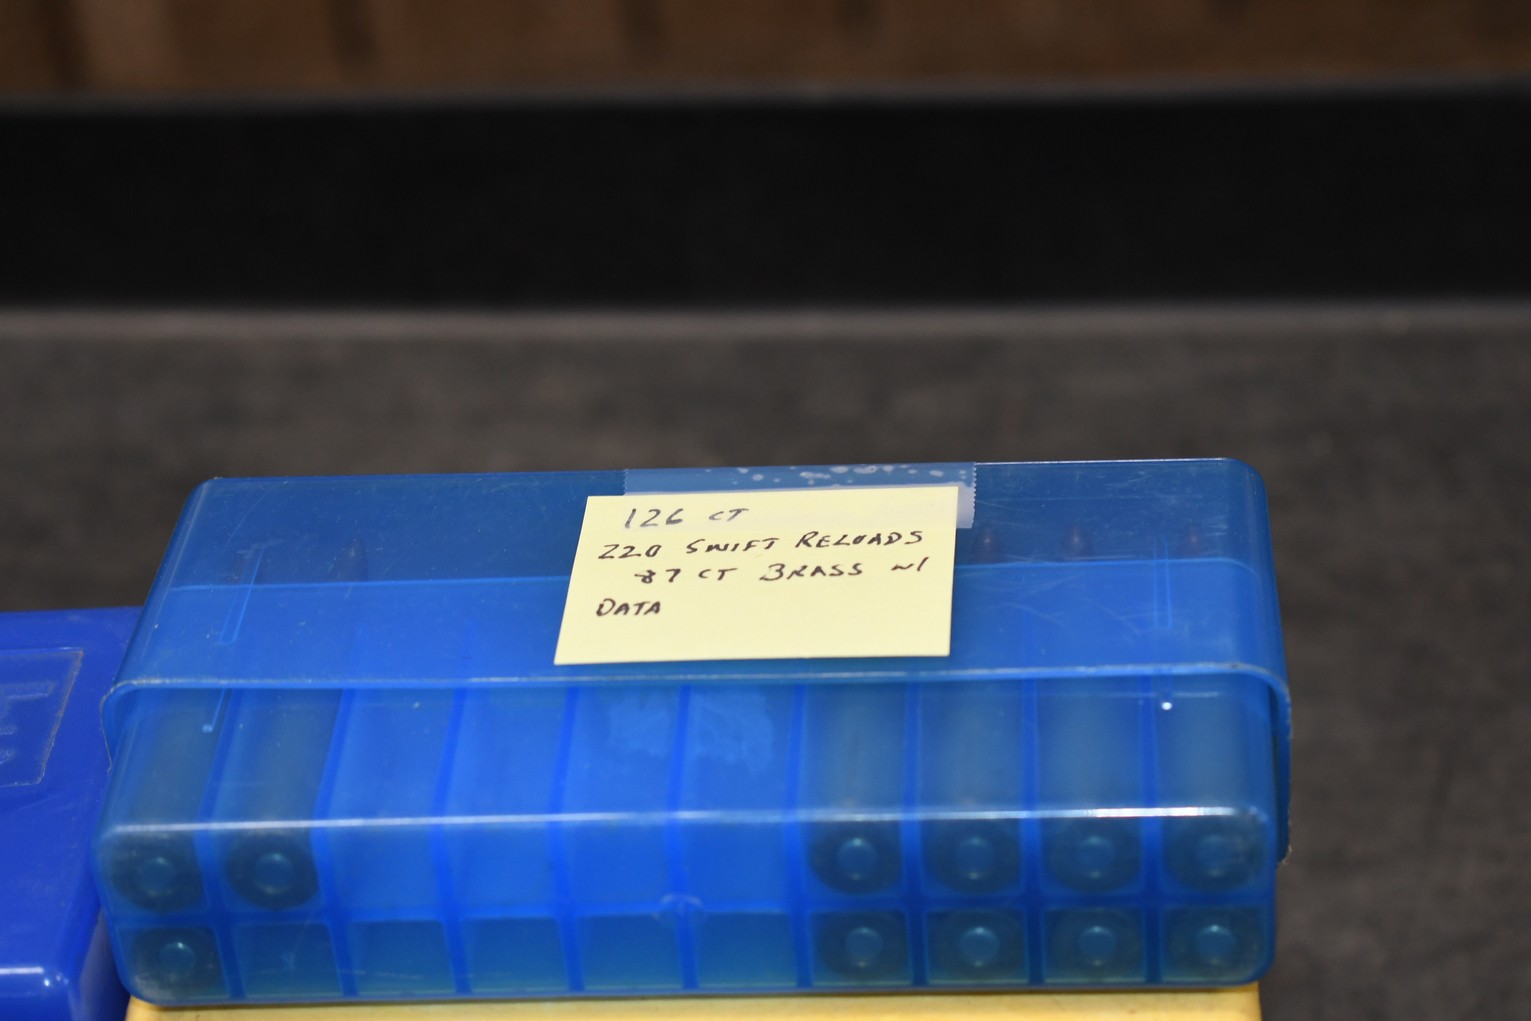 126 CT
220 SWIFT RELOADS
87 CT BRASS W/
DATA